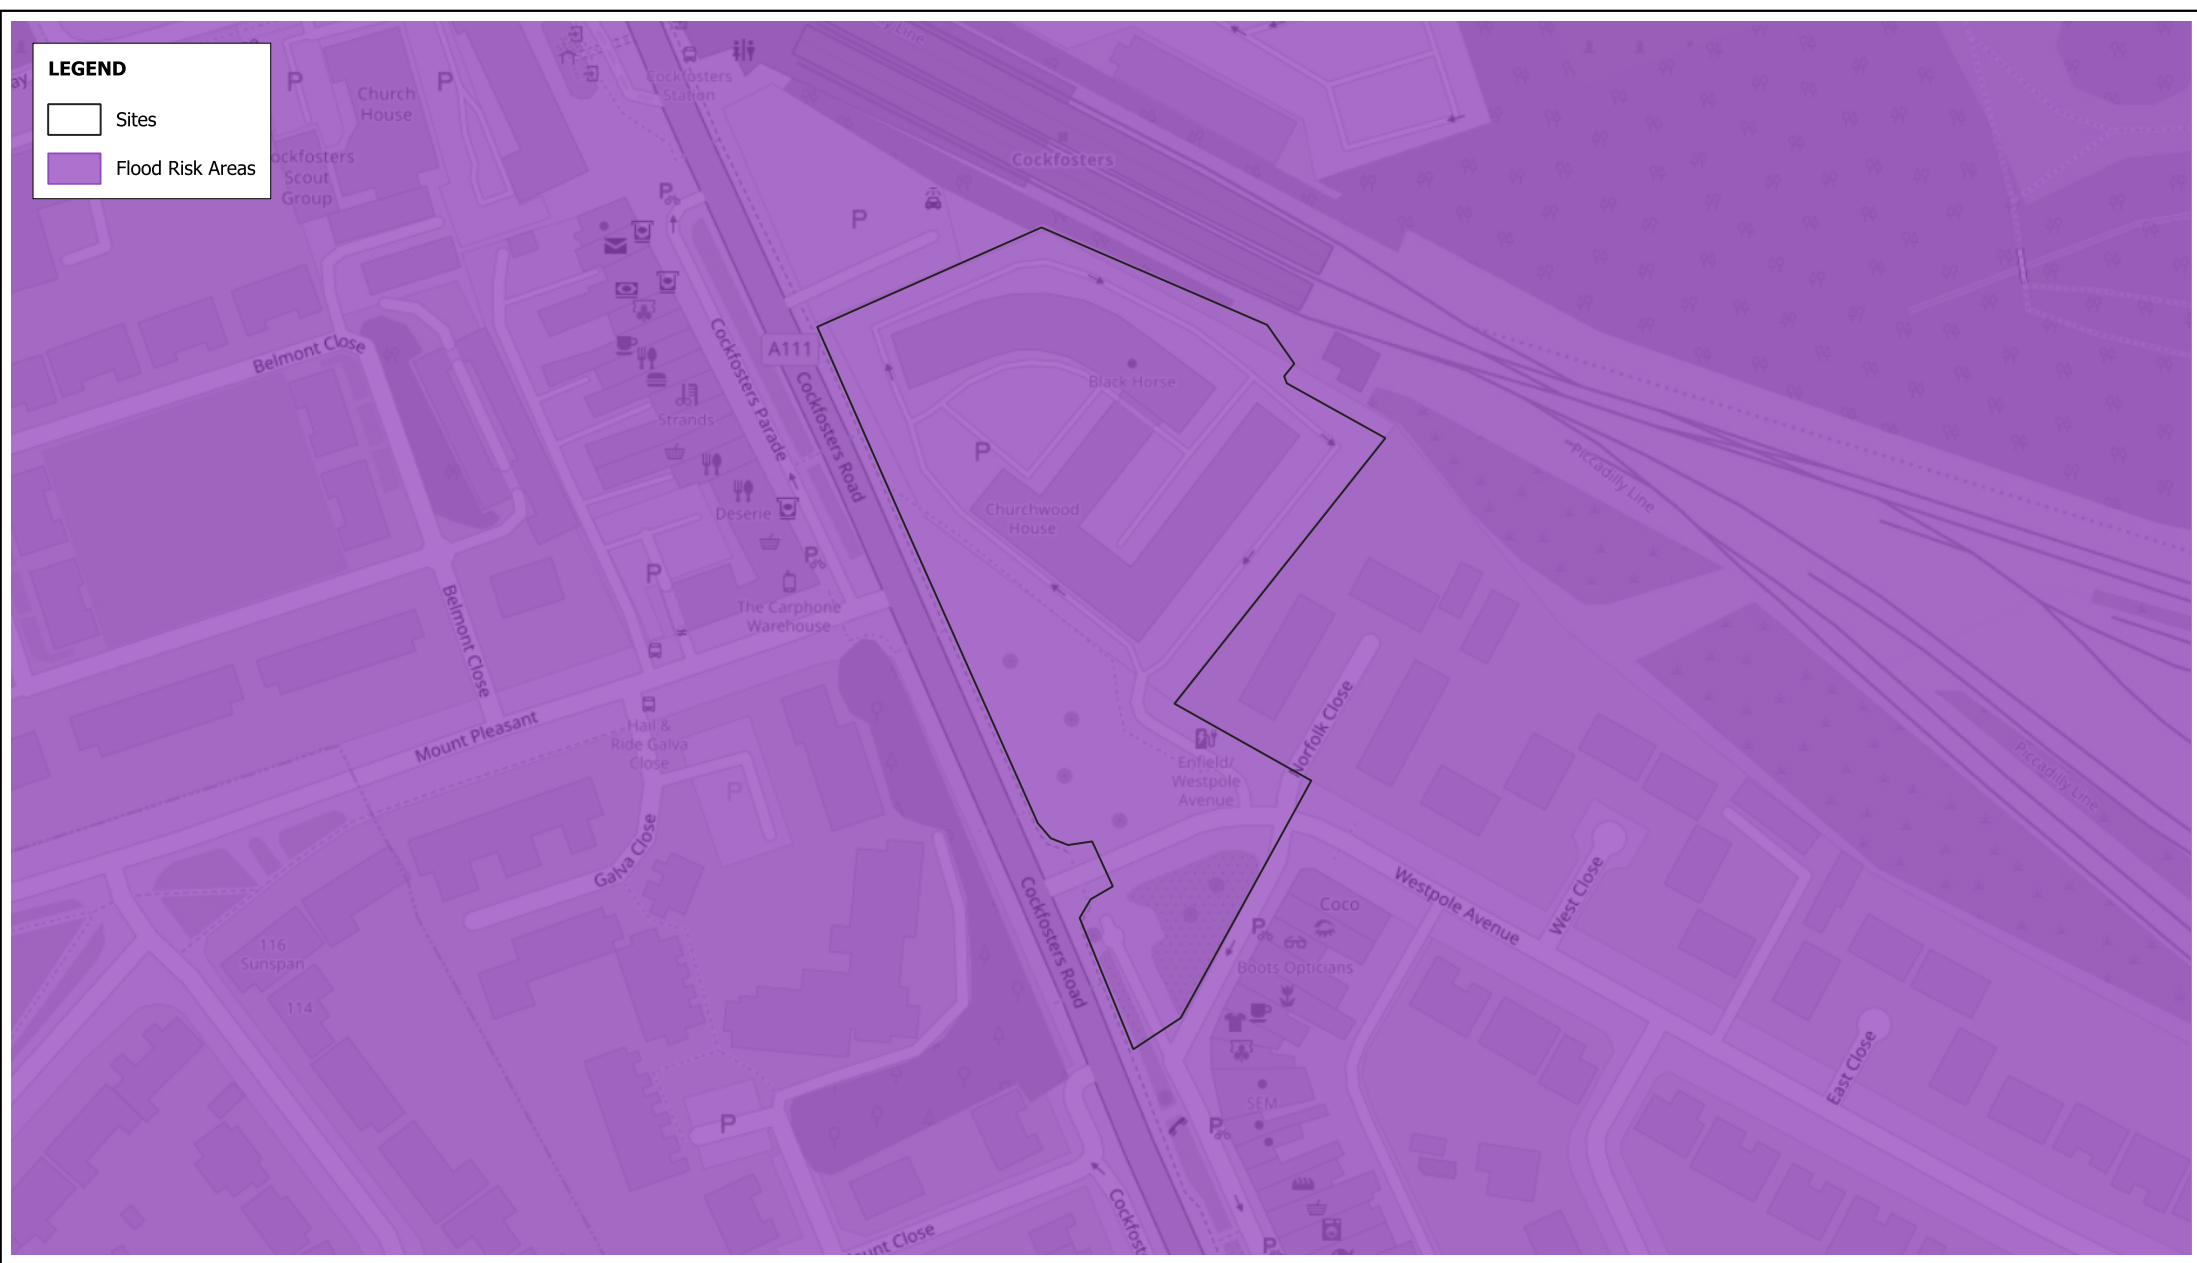 LEGEND
Sites
Flood Risk Areas
P
P
Church
House
Cockfosters
Station
ockfosters
Scout
Group
Cockfosters
P
P
A111
Belmont Close
Cockfosters Parade
Cockfosters Road
Strands
Black Horse
P
Deserie
P
Churchwood
House
Piccadilly Line
P
The Carphone
Warehouse
Belmont Close
Mount Pleasant
Hail &
Ride Galva
Close
P
Norfolk Close
Enfield/
Westpole
Avenue
Piccadilly Line
Galva Close
Cockfosters Road
Westpole Avenue
West Close
Coco
P
Boots Opticians
116
Sunspan
114
East Close
SEM
P
P
Cockfost
unt Close
P